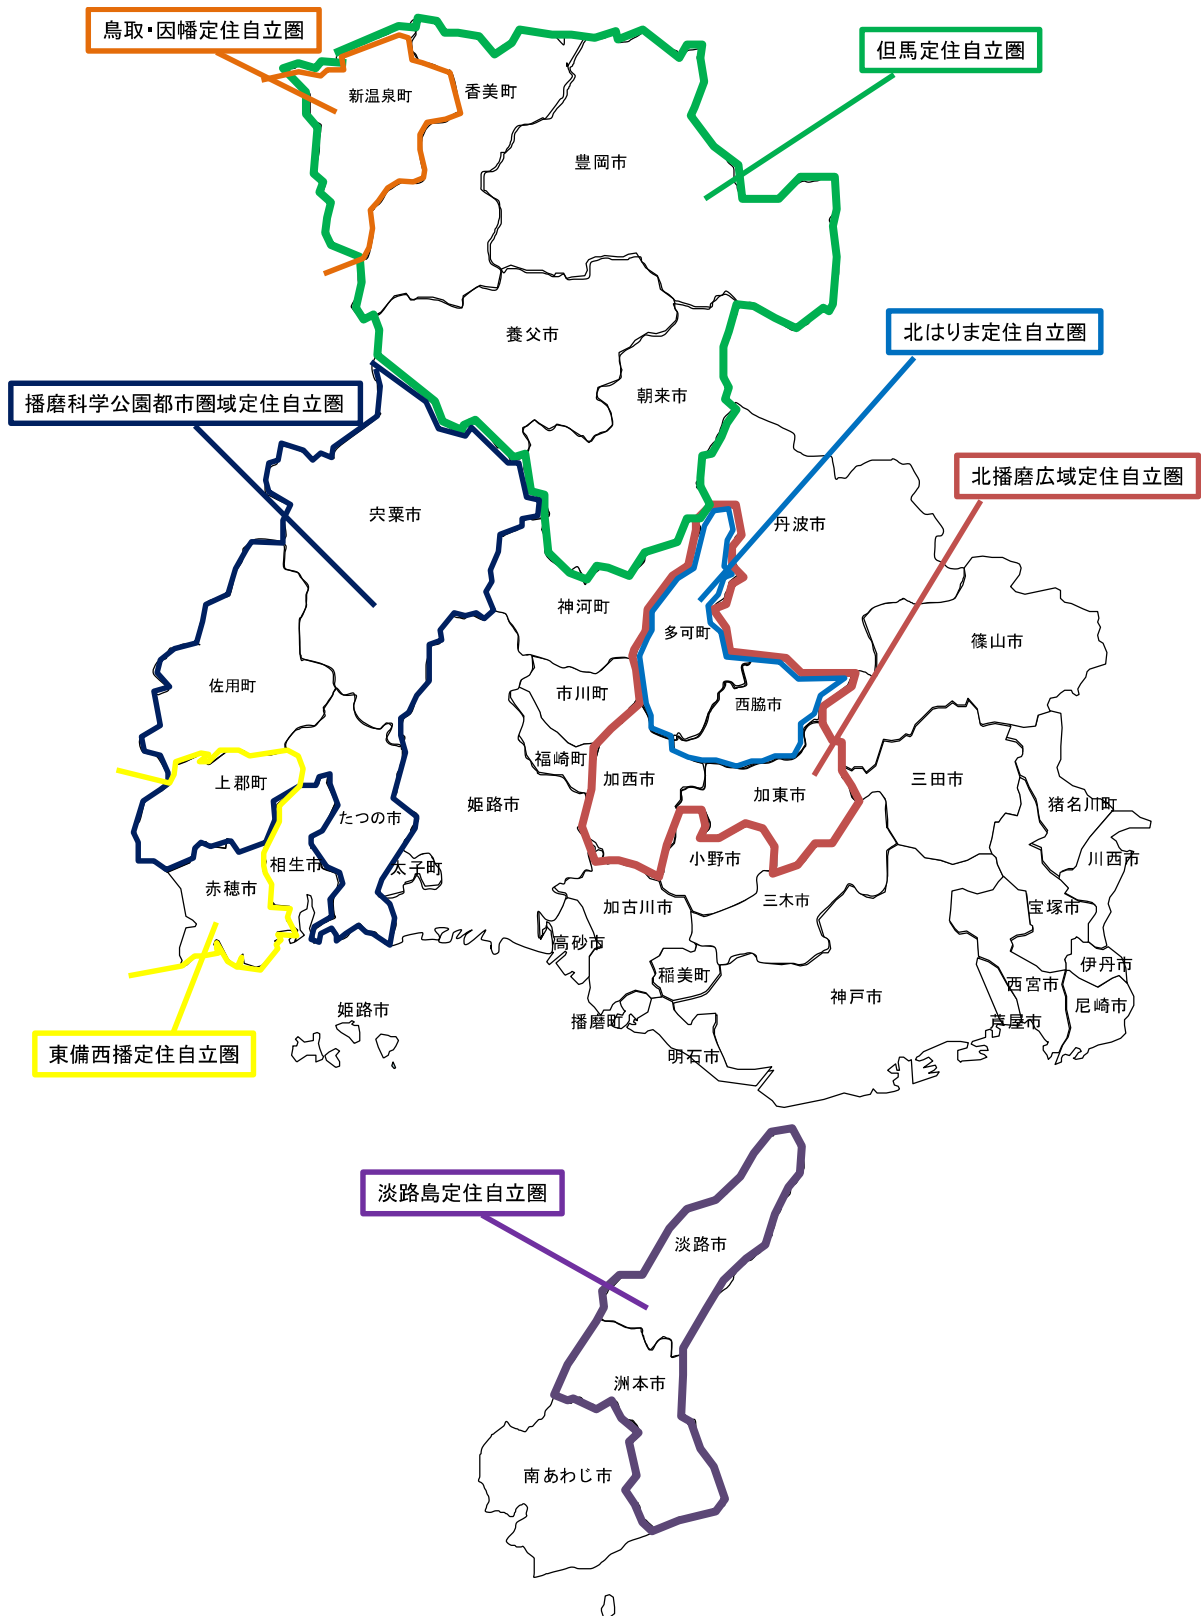 鳥取・因幡定住自立圏
但馬定住自立圏
香美町
新温泉町
豊岡市
養父市
北はりま定住自立圏
朝来市
播磨科学公園都市圏域定住自立圏
北播磨広域定住自立圏
宍粟市
丹波市
神河町
多可町
篠山市
佐用町
市川町
西脇市
福崎町
加西市
三田市
上郡町
加東市
姫路市
猪名川町
たつの市
小野市
川西市
相生市
太子町
赤穂市
三木市
加古川市
宝塚市
高砂市
伊丹市
稲美町
西宮市
神戸市
尼崎市
姫路市
播磨町
芦屋市
東備西播定住自立圏
明石市
淡路島定住自立圏
淡路市
洲本市
南あわじ市